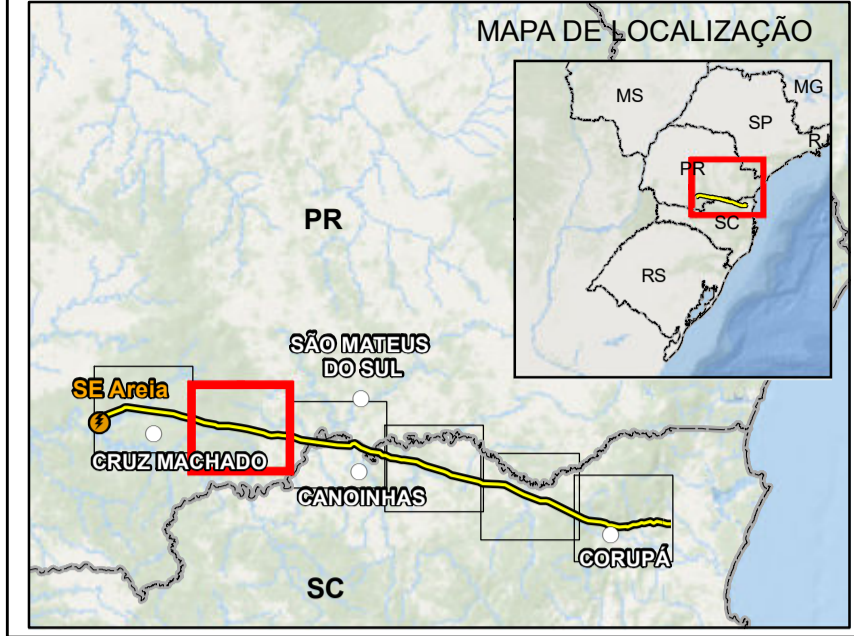 MAPA DE LOCALIZAÇÃO
MS
MG
SP
RJ
PR
SC
RS
PR
SÃO MATEUS
DO SUL
SE Areia
CRUZ MACHADO
CANOINHAS
CORUPÁ
SC